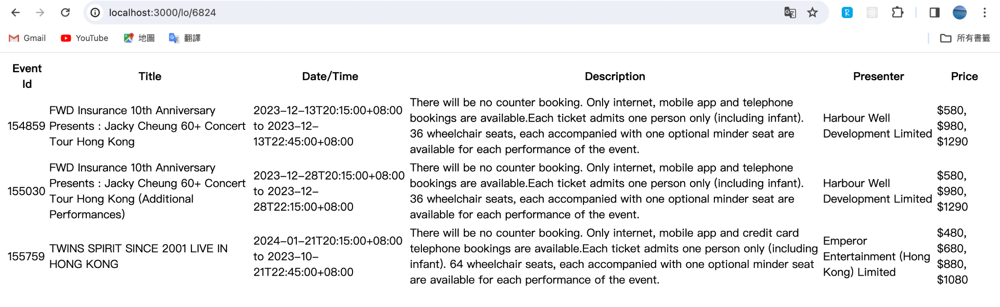 localhost:3000/lo/6824
Gmail YouTube 地圖 翻譯 所有書籤
Event Id Title Date/Time Description Presenter Price
154859
FWD Insurance 10th Anniversary
Presents : Jacky Cheung 60+ Concert
Tour Hong Kong
2023-12-13T20:15:00+08:00
to 2023-12-
13T22:45:00+08:00
There will be no counter booking. Only internet, mobile app and telephone
bookings are available.Each ticket admits one person only (including infant).
36 wheelchair seats, each accompanied with one optional minder seat are
available for each performance of the event.
Harbour Well
Development Limited
$580,
$980,
$1290
155030
FWD Insurance 10th Anniversary
Presents : Jacky Cheung 60+ Concert
Tour Hong Kong (Additional
Performances)
2023-12-28T20:15:00+08:00
to 2023-12-
28T22:15:00+08:00
There will be no counter booking. Only internet, mobile app and telephone
bookings are available.Each ticket admits one person only (including infant).
36 wheelchair seats, each accompanied with one optional minder seat are
available for each performance of the event.
Harbour Well
Development Limited
$580,
$980,
$1290
155759
TWINS SPIRIT SINCE 2001 LIVE IN
HONG KONG
2024-01-21T20:15:00+08:00
to 2023-10-
21T22:45:00+08:00
There will be no counter booking. Only internet, mobile app and credit card
telephone bookings are available.Each ticket admits one person only (including
infant). 64 wheelchair seats, each accompanied with one optional minder seat
are available for each performance of the event.
Emperor
Entertainment (Hong
Kong) Limited
$480,
$680,
$880,
$1080